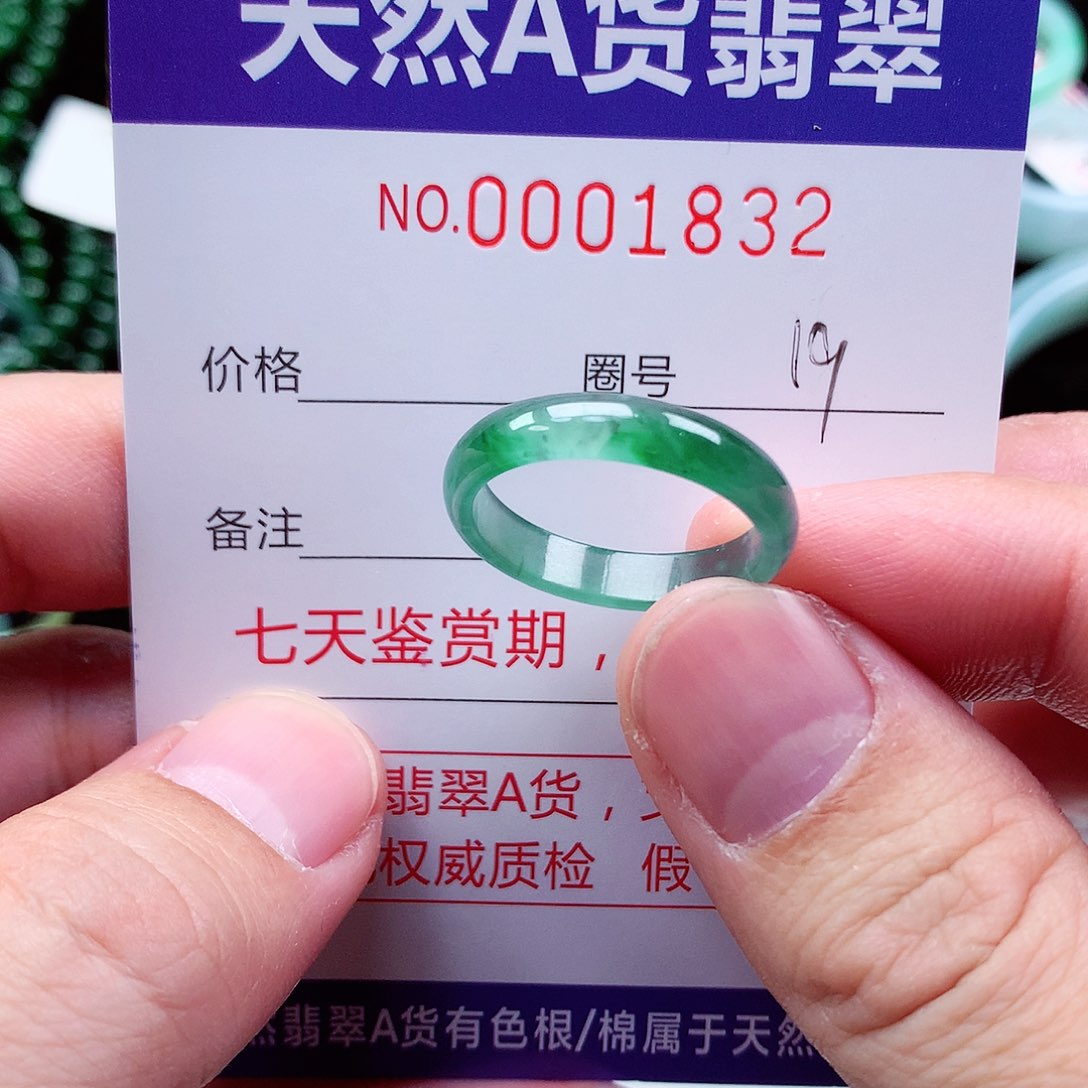 天然A货翡翠
NO.0001832
价格 圈号 19
备注
七天鉴赏期，
翡翠A货，
权威质检 假
然翡翠A货有色根/棉属于天然